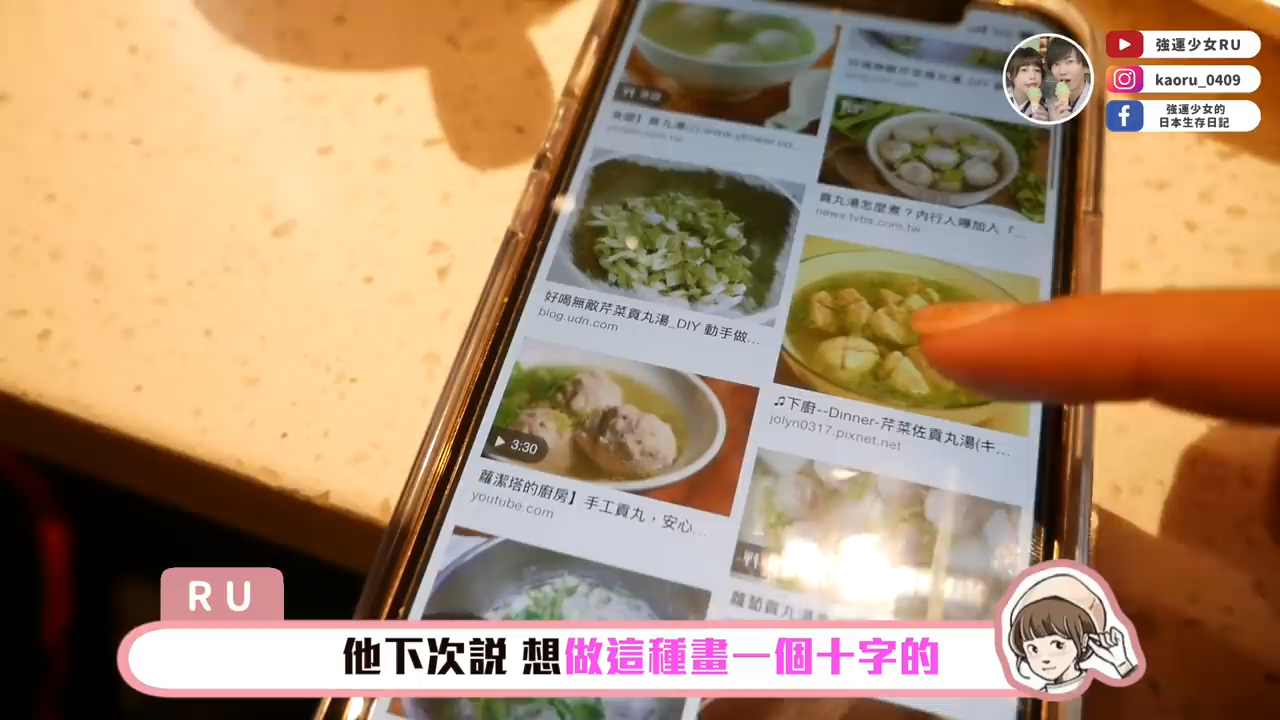 強運少女RU
kaoru_0409
強運少女的
日本生存日記
貢丸湯怎麼煮？內行人曝加入「...
news.tvbs.com.tw
好喝無敵芹菜貢丸湯_DIY 動手做...
blog.udn.com
♫下廚--Dinner-芹菜佐貢丸湯(キ...
jolyn0317.pixnet.net
3:30
蘿潔塔的廚房】手工貢丸，安心...
youtube.com
RU
他下次説 想做這種畫一個十字的